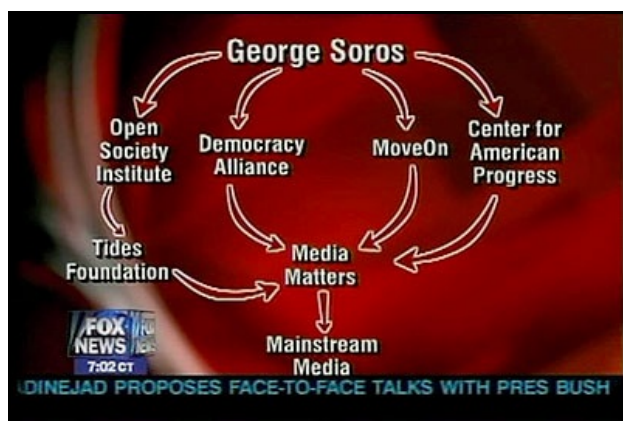 George Soros
Open
Society
Institute
Democracy
Alliance
MoveOn
Center for
American
Progress
Tides
Foundation
Media
Matters
Mainstream
Media
FOX
NEWS
7:02 CT
ADINEJAD PROPOSES FACE-TO-FACE TALKS WITH PRES BUSH